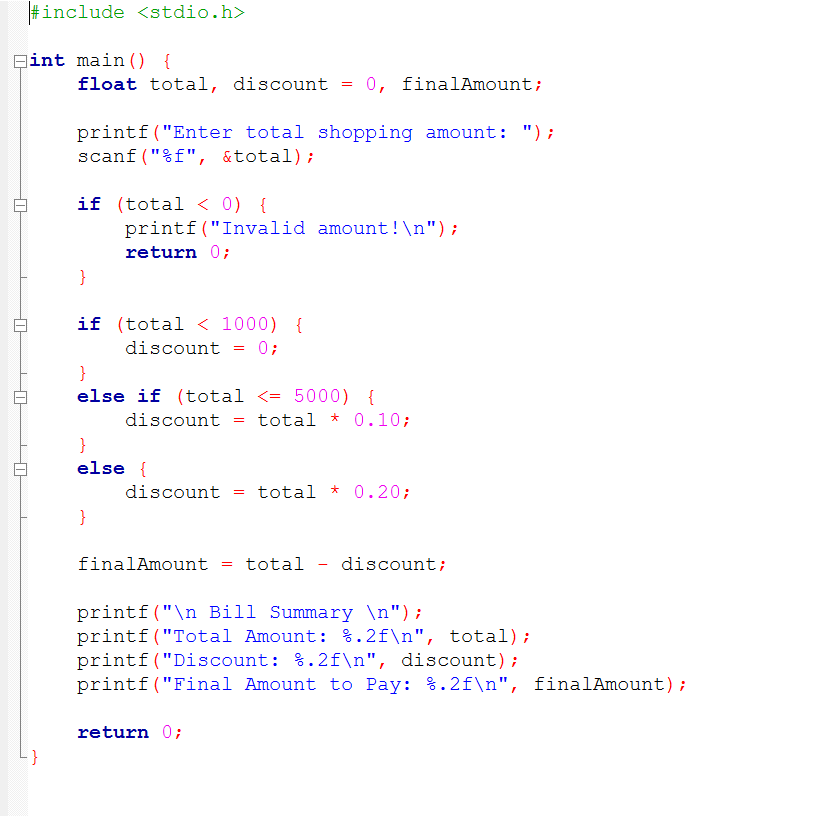 #include <stdio.h>
int main() {
float total, discount = 0, finalAmount;
printf("Enter total shopping amount: ");
scanf("%f", &total);
if (total < 0) {
printf("Invalid amount!\n");
return 0;
}
if (total < 1000) {
discount = 0;
}
else if (total <= 5000) {
discount = total * 0.10;
}
else {
discount = total * 0.20;
}
finalAmount = total - discount;
printf("\n Bill Summary \n");
printf("Total Amount: %.2f\n", total);
printf("Discount: %.2f\n", discount);
printf("Final Amount to Pay: %.2f\n", finalAmount);
return 0;
}